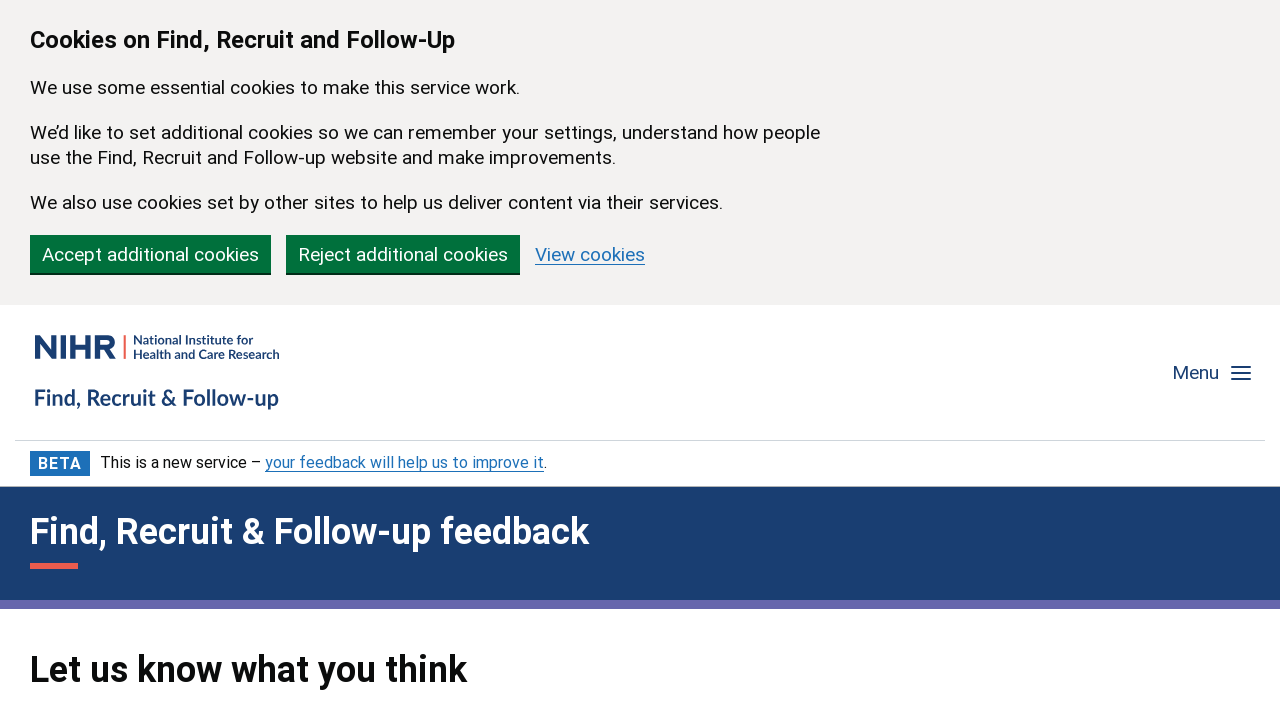 Cookies on Find, Recruit and Follow-Up
We use some essential cookies to make this service work.
We'd like to set additional cookies so we can remember your settings, understand how people
use the Find, Recruit and Follow-up website and make improvements.
We also use cookies set by other sites to help us deliver content via their services.
Accept additional cookies
Reject additional cookies
View cookies
NIHR
National Institute for
Health and Care Research
Find, Recruit & Follow-up
Menu
BETA
This is a new service – your feedback will help us to improve it.
Find, Recruit & Follow-up feedback
Let us know what you think